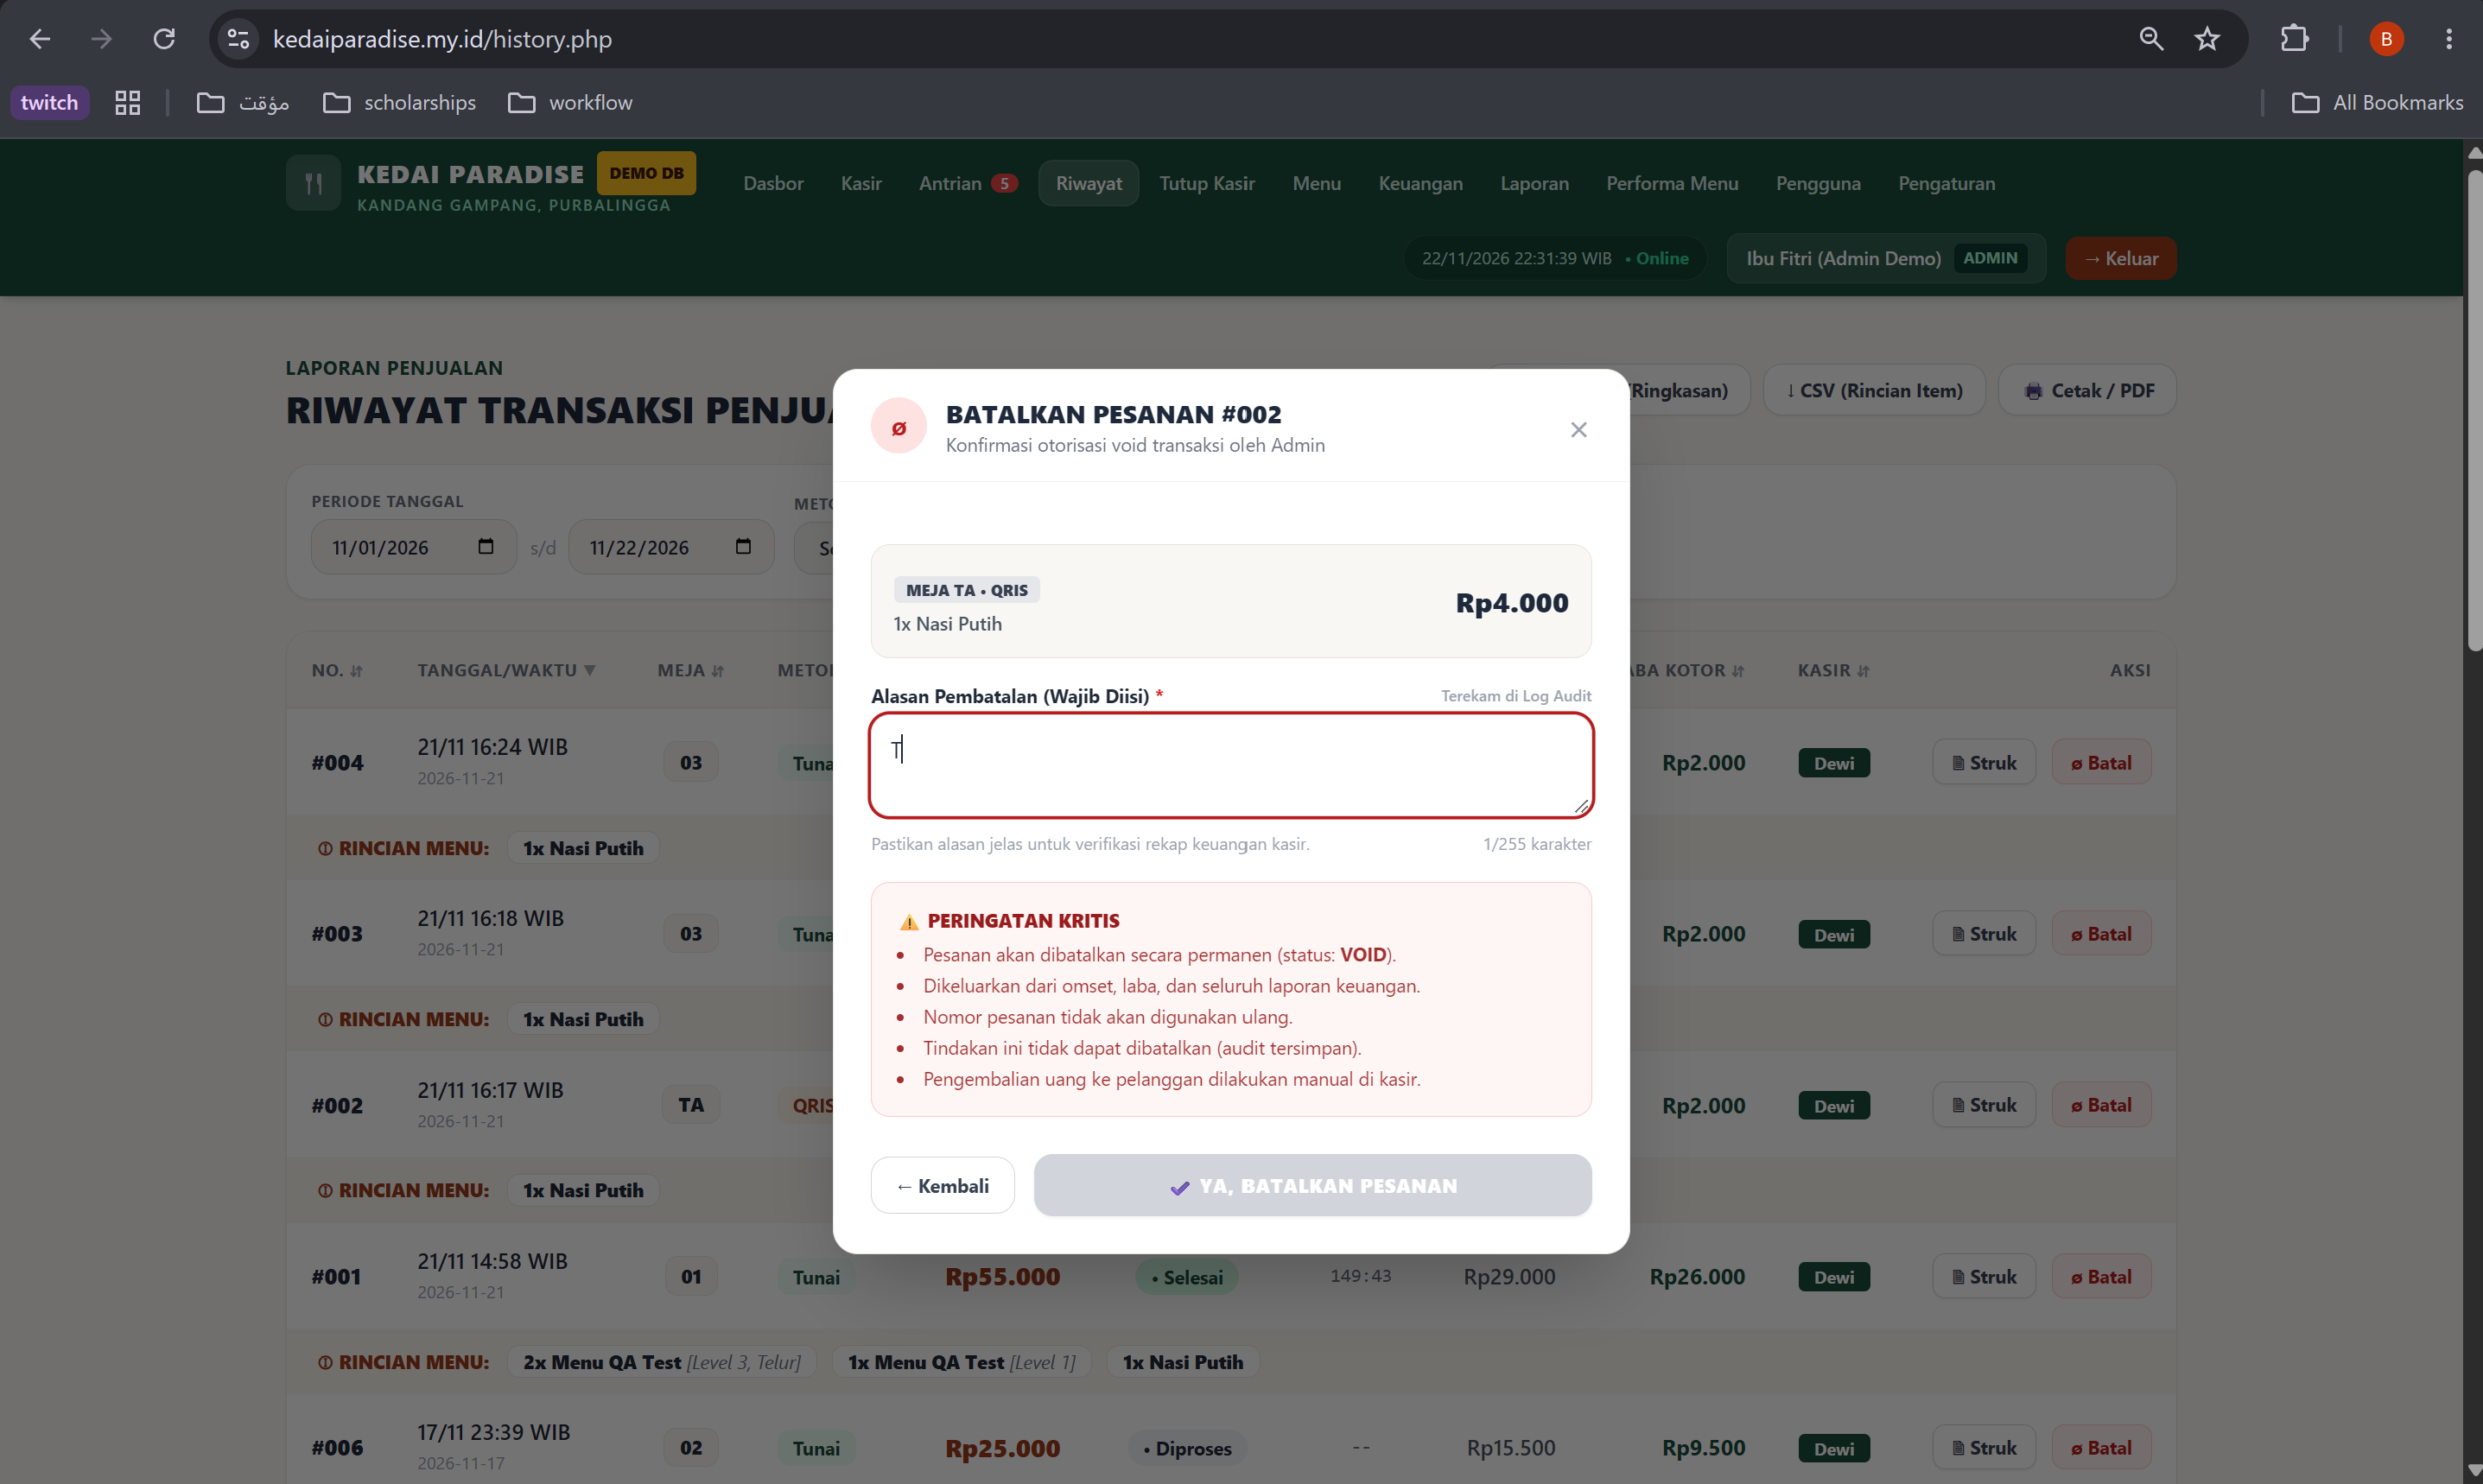 kedaiparadise.my.id/history.php
B
twitch
مؤقت
scholarships
workflow
All Bookmarks
KEDAI PARADISE
DEMO DB
KANDANG GAMPANG, PURBALINGGA
Dasbor
Kasir
Antrian 5
Riwayat
Tutup Kasir
Menu
Keuangan
Laporan
Performa Menu
Pengguna
Pengaturan
22/11/2026 22:31:39 WIB • Online
Ibu Fitri (Admin Demo) ADMIN
→ Keluar
LAPORAN PENJUALAN
RIWAYAT TRANSAKSI PENJU
(Ringkasan)
↓ CSV (Rincian Item)
Cetak / PDF
PERIODE TANGGAL
11/01/2026
s/d
11/22/2026
BATALKAN PESANAN #002
Konfirmasi otorisasi void transaksi oleh Admin
MEJA TA • QRIS
1x Nasi Putih
Rp4.000
Alasan Pembatalan (Wajib Diisi) *
Terekam di Log Audit
T
Pastikan alasan jelas untuk verifikasi rekap keuangan kasir.
1/255 karakter
⚠ PERINGATAN KRITIS
• Pesanan akan dibatalkan secara permanen (status: VOID).
• Dikeluarkan dari omset, laba, dan seluruh laporan keuangan.
• Nomor pesanan tidak akan digunakan ulang.
• Tindakan ini tidak dapat dibatalkan (audit tersimpan).
• Pengembalian uang ke pelanggan dilakukan manual di kasir.
← Kembali
✔ YA, BATALKAN PESANAN
NO. TANGGAL/WAKTU ▼ MEJA METO ABA KOTOR KASIR AKSI
#004 21/11 16:24 WIB 03 Tuna Rp2.000 Dewi Struk ø Batal
2026-11-21
RINCIAN MENU: 1x Nasi Putih
#003 21/11 16:18 WIB 03 Tuna Rp2.000 Dewi Struk ø Batal
2026-11-21
RINCIAN MENU: 1x Nasi Putih
#002 21/11 16:17 WIB TA QRIS Rp2.000 Dewi Struk ø Batal
2026-11-21
RINCIAN MENU: 1x Nasi Putih
#001 21/11 14:58 WIB 01 Tunai Rp55.000 • Selesai 149:43 Rp29.000 Rp26.000 Dewi Struk ø Batal
2026-11-21
RINCIAN MENU: 2x Menu QA Test [Level 3, Telur] 1x Menu QA Test [Level 1] 1x Nasi Putih
#006 17/11 23:39 WIB 02 Tunai Rp25.000 • Diproses -- Rp15.500 Rp9.500 Dewi Struk ø Batal
2026-11-17